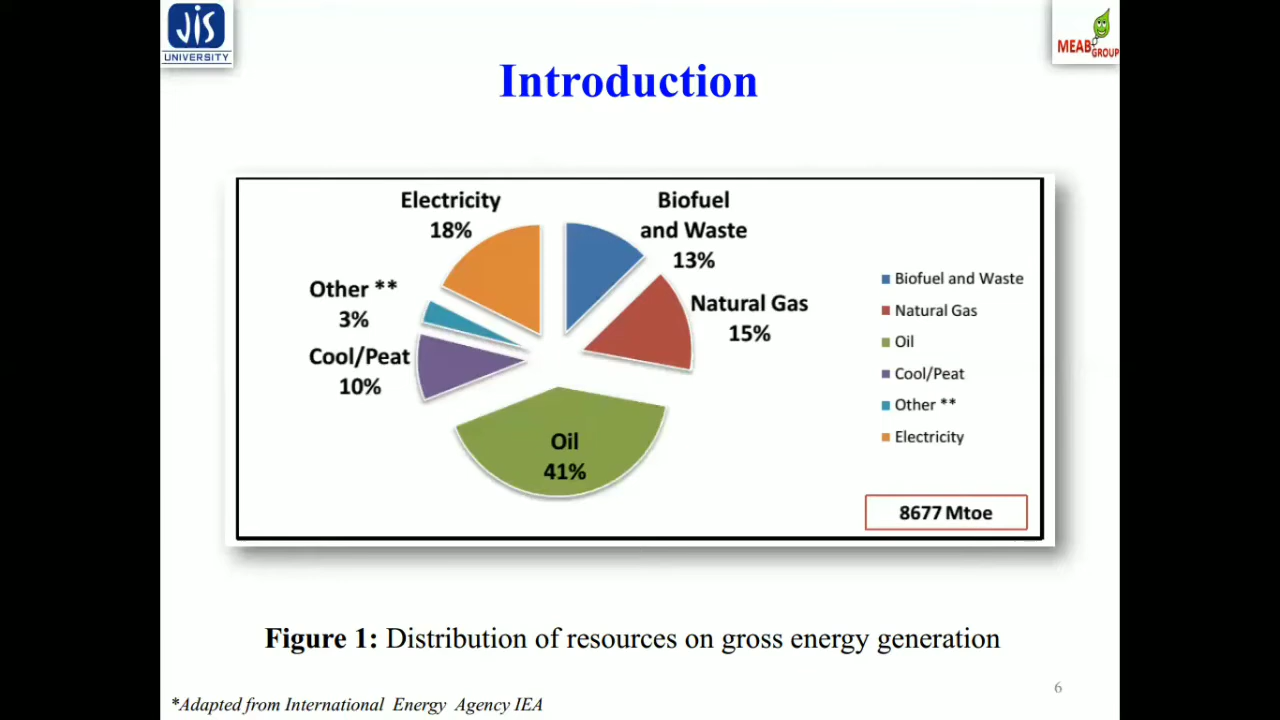 JiS
UNIVERSITY
MEAB
GROUP
Introduction
Electricity
18%
Biofuel
and Waste
13%
Other **
3%
Natural Gas
15%
Cool/Peat
10%
Oil
41%
Biofuel and Waste
Natural Gas
Oil
Cool/Peat
Other **
Electricity
8677 Mtoe
Figure 1: Distribution of resources on gross energy generation
6
*Adapted from International Energy Agency IEA